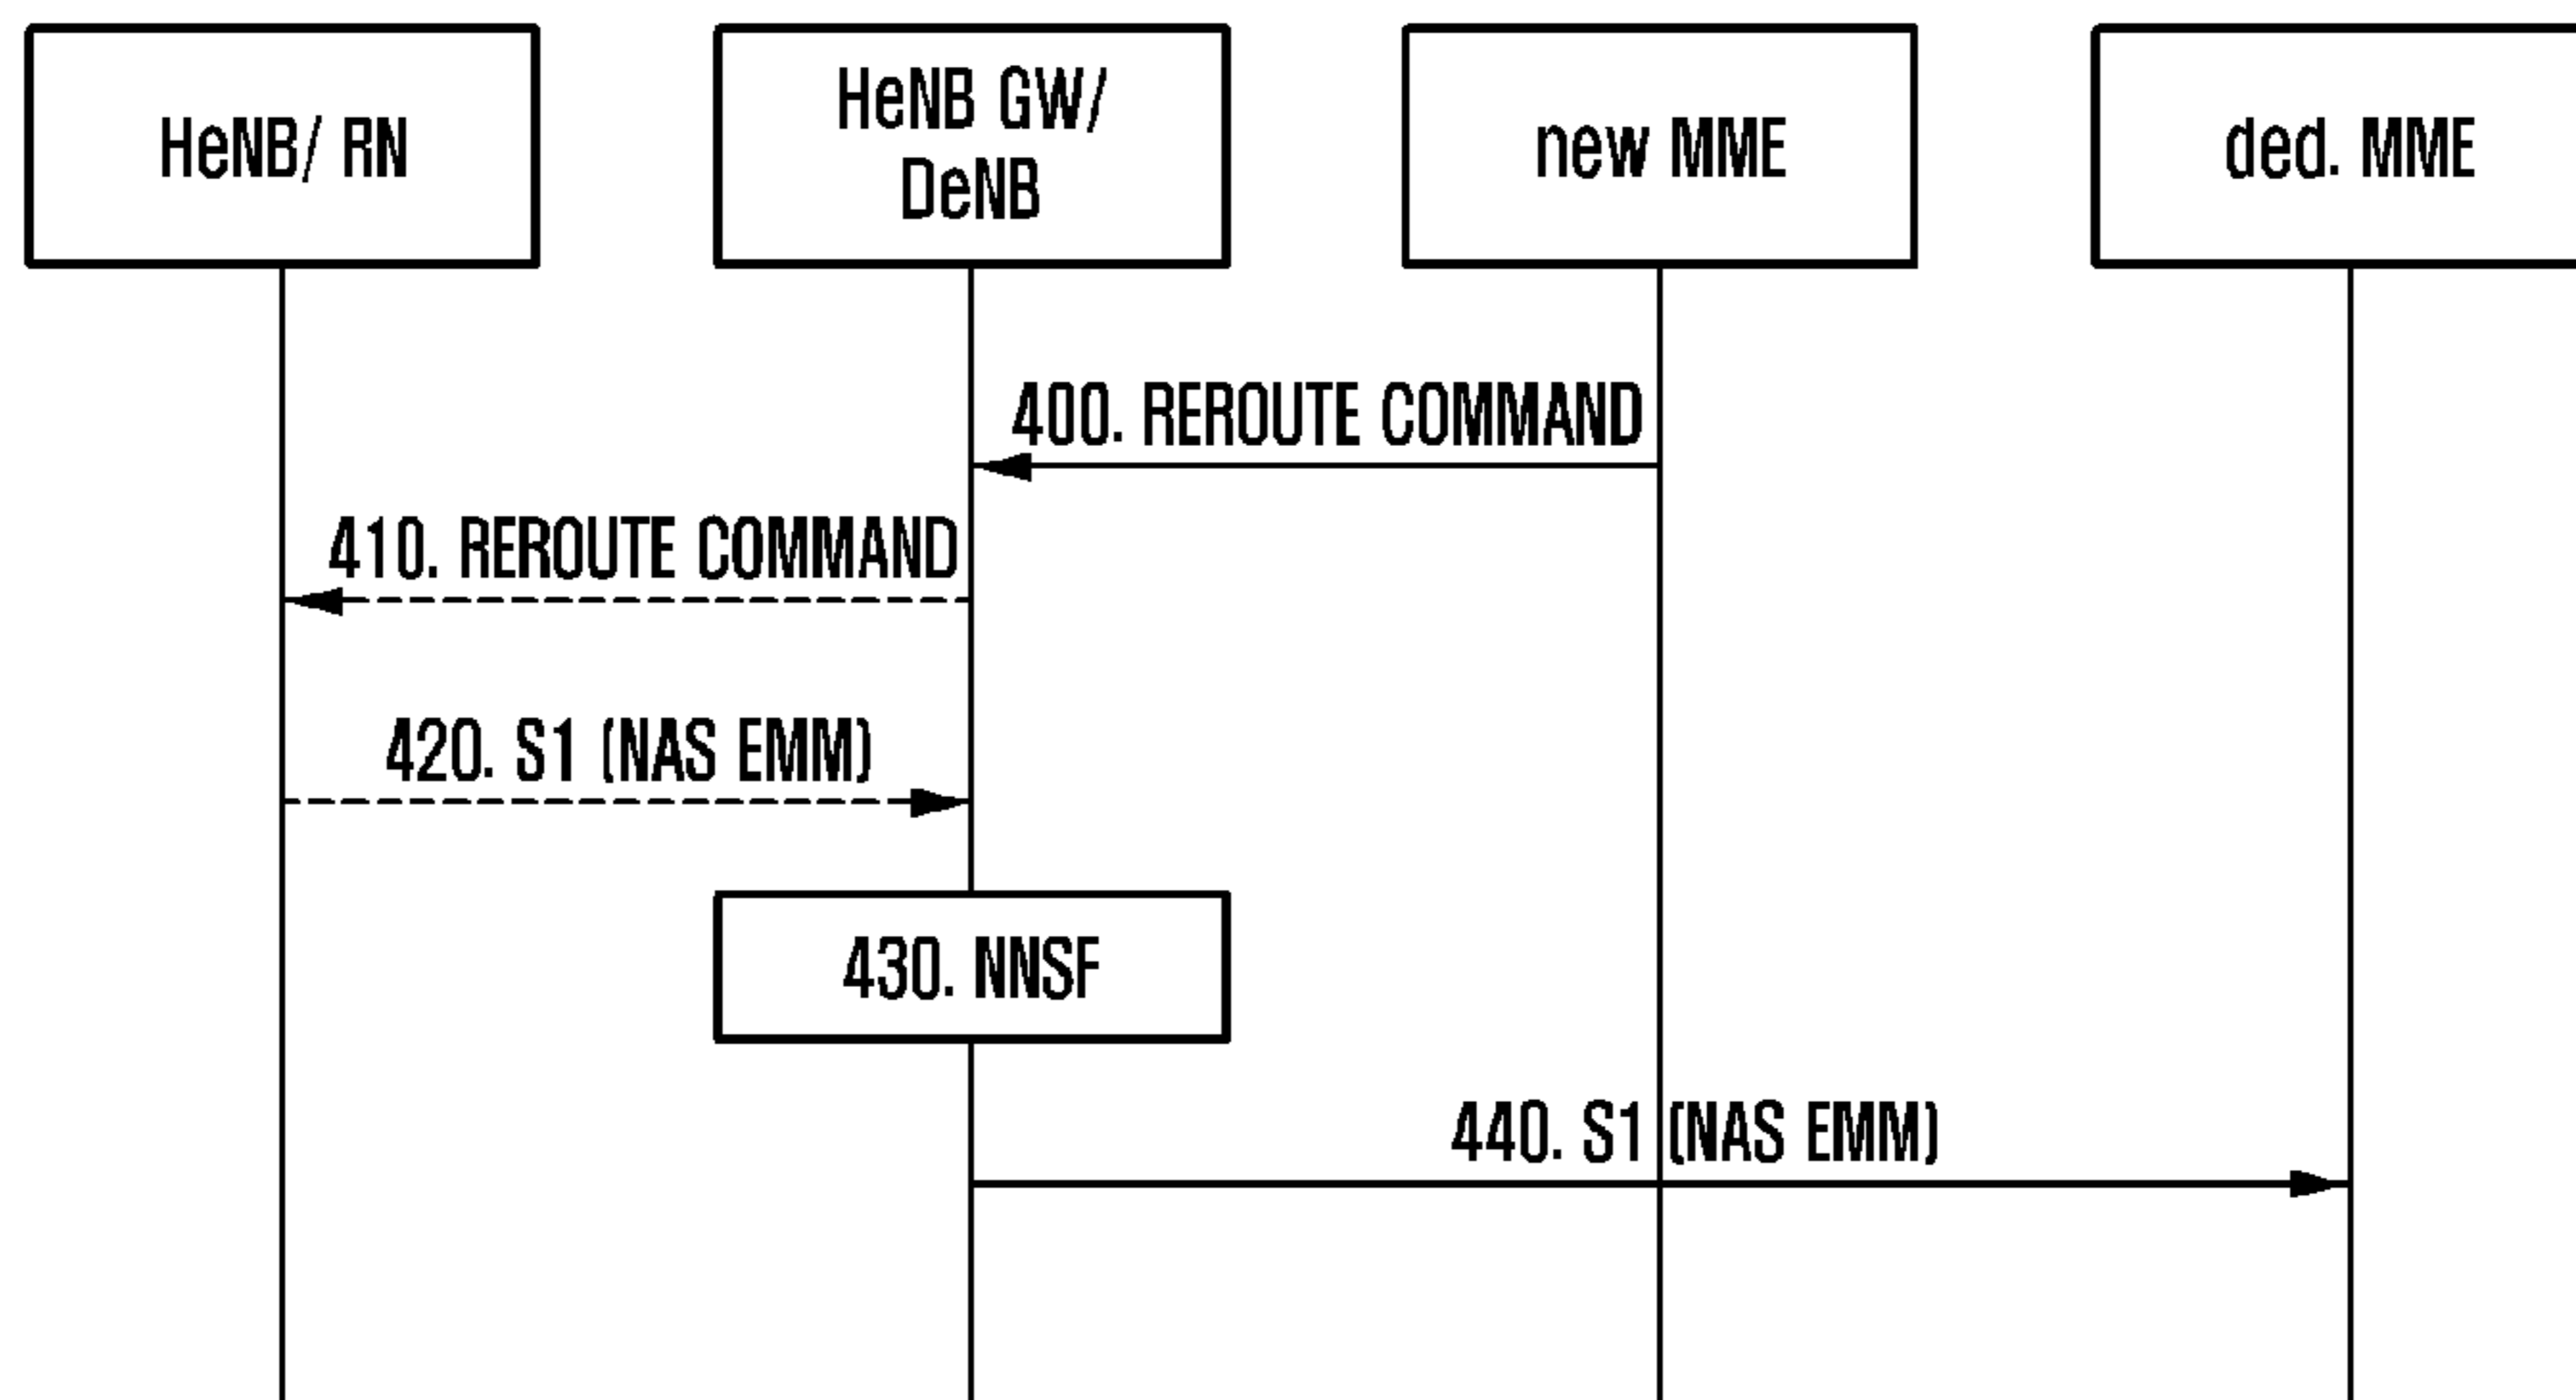 HeNB/ RN
HeNB GW/
DeNB
new MME
ded. MME
400. REROUTE COMMAND
410. REROUTE COMMAND
420. S1 (NAS EMM)
430. NNSF
440. S1 (NAS EMM)